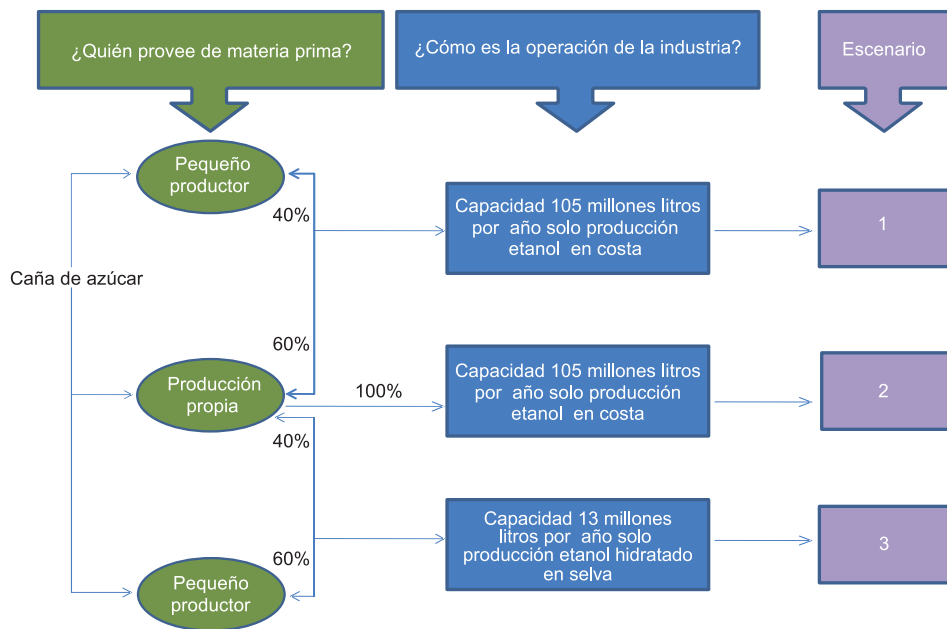 ¿Quién provee de materia prima?
¿Cómo es la operación de la industria?
Escenario
Pequeño
productor
40%
Capacidad 105 millones litros
por año solo producción
etanol en costa
1
Caña de azúcar
60%
Producción
propia
100%
Capacidad 105 millones litros
por año solo producción
etanol en costa
2
40%
Capacidad 13 millones
litros por año solo
producción etanol hidratado
en selva
3
60%
Pequeño
productor